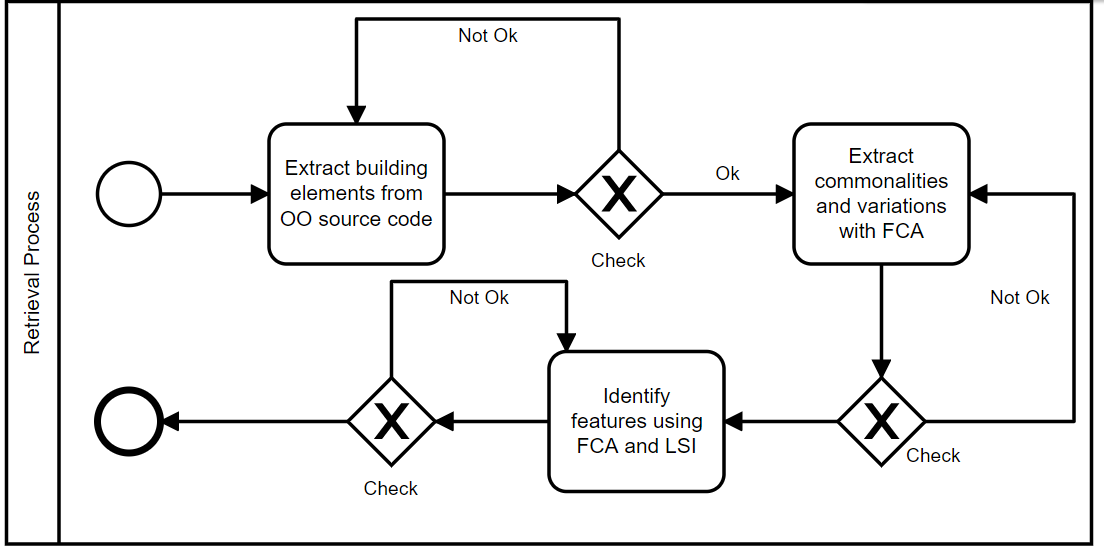 Retrieval Process
Not Ok
Extract building
elements from
OO source code
X
Check
Ok
Extract
commonalities
and variations
with FCA
Not Ok
Not Ok
X
Check
Identify
features using
FCA and LSI
X
Check